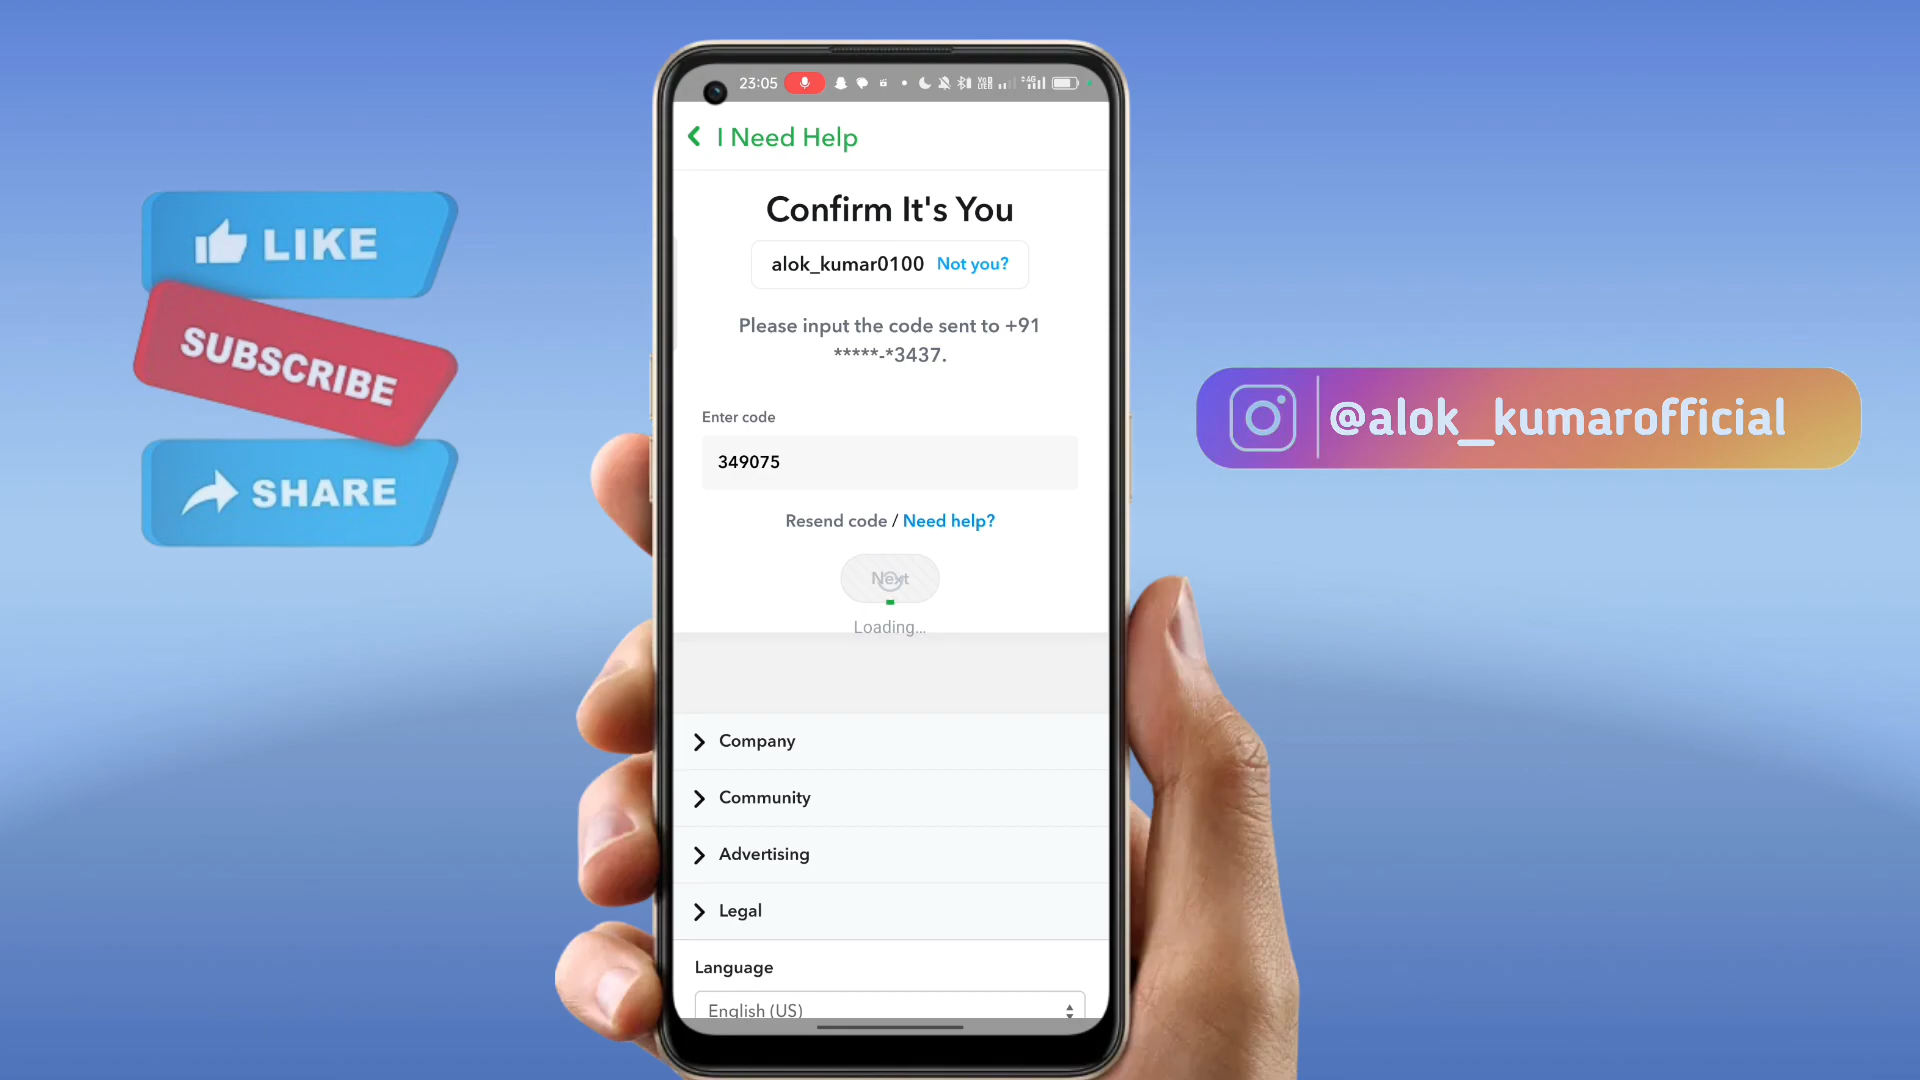 LIKE
SUBSCRIBE
SHARE
23:05
I Need Help
Confirm It's You
alok_kumar0100 Not you?
Please input the code sent to +91
*****-*3437.
Enter code
349075
Resend code / Need help?
Next
Loading...
Company
Community
Advertising
Legal
Language
English (US)
@alok_kumarofficial